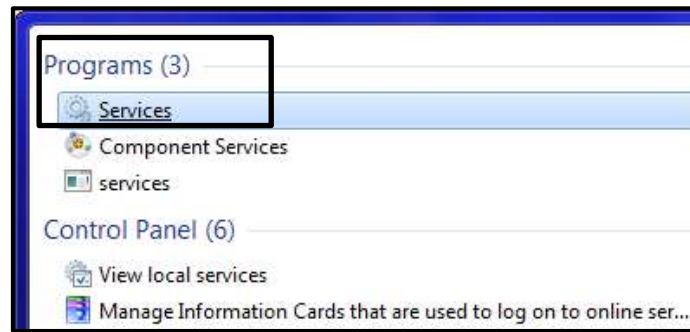 Programs (3)
Services
Component Services
services
Control Panel (6)
View local services
Manage Information Cards that are used to log on to online ser...